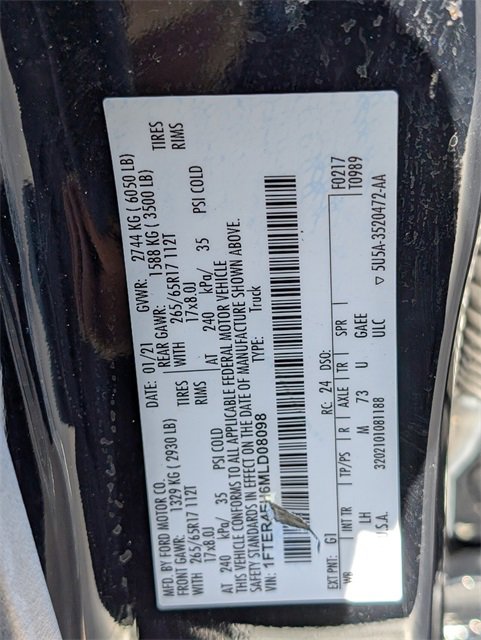 MFD. BY FORD MOTOR CO. DATE: 01/21 GVWR: 2744 KG ( 6050 LB)
FRONT GAWR: 1329 KG ( 2930 LB) REAR GAWR: 1588 KG ( 3500 LB)
WITH 265/65R17 112T TIRES WITH 265/65R17 112T TIRES
17x8.0J RIMS 17x8.0J RIMS
AT 240 kPa/ 35 PSI COLD AT 240 kPa/ 35 PSI COLD
THIS VEHICLE CONFORMS TO ALL APPLICABLE FEDERAL MOTOR VEHICLE
SAFETY STANDARDS IN EFFECT ON THE DATE OF MANUFACTURE SHOWN ABOVE.
VIN: MLD08098 TYPE: Truck
F0217
T0989
EXT PNT: G1 RC: 24 DSO:
WB INT TR TP/PS R AXLE TR SPR
LH M 73 U GAEE
U.S.A. 3202101081188 ULC ▽ 5U5A-3520472-AA